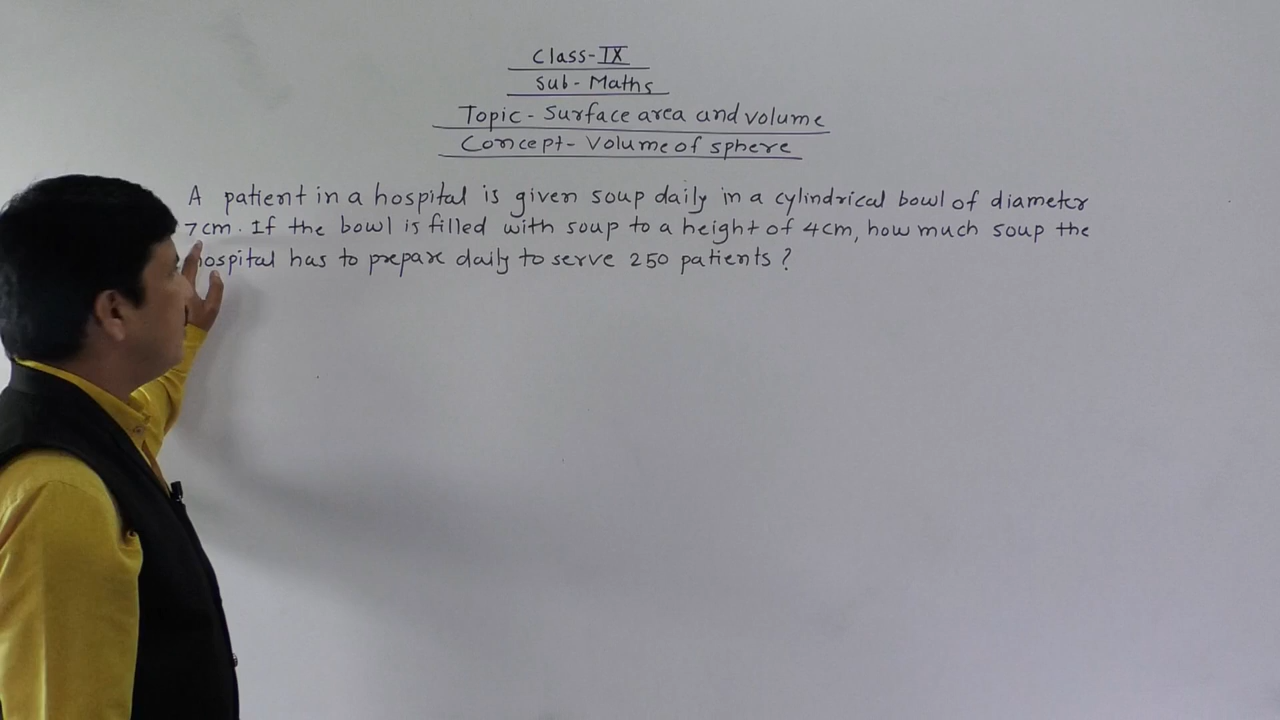 Class-IX
Sub- Maths
Topic- Surface area and volume
Concept- Volume of sphere
A patient in a hospital is given soup daily in a cylindrical bowl of diameter
7cm. If the bowl is filled with soup to a height of 4cm, how much soup the
hospital has to prepare daily to serve 250 patients ?